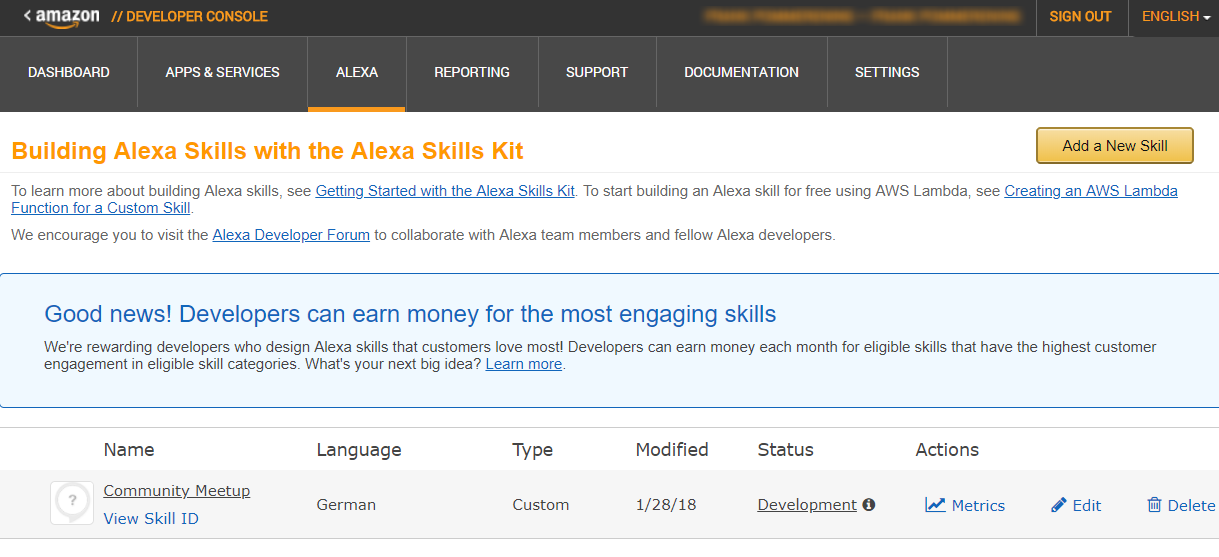 amazon // DEVELOPER CONSOLE SIGN OUT ENGLISH
DASHBOARD APPS & SERVICES ALEXA REPORTING SUPPORT DOCUMENTATION SETTINGS
Building Alexa Skills with the Alexa Skills Kit Add a New Skill
To learn more about building Alexa skills, see Getting Started with the Alexa Skills Kit. To start building an Alexa skill for free using AWS Lambda, see Creating an AWS Lambda
Function for a Custom Skill.
We encourage you to visit the Alexa Developer Forum to collaborate with Alexa team members and fellow Alexa developers.
Good news! Developers can earn money for the most engaging skills
We're rewarding developers who design Alexa skills that customers love most! Developers can earn money each month for eligible skills that have the highest customer
engagement in eligible skill categories. What's your next big idea? Learn more.
Name Language Type Modified Status Actions
Community Meetup
German Custom 1/28/18 Development Metrics Edit Delete
View Skill ID